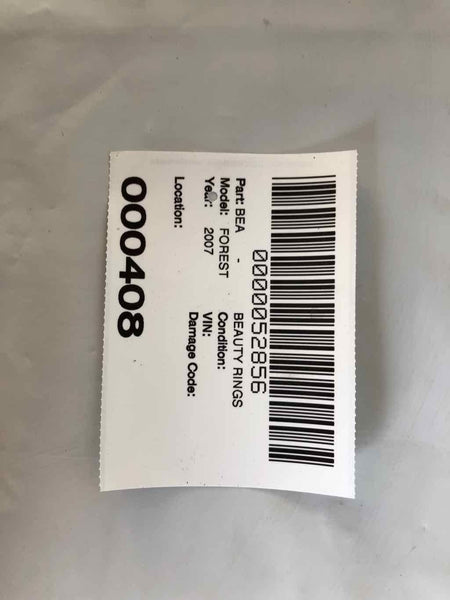 0000052856
Part: BEA - BEAUTY RINGS
Model: FOREST Condition:
Year: 2007 VIN:
Damage Code:
Location:
000408